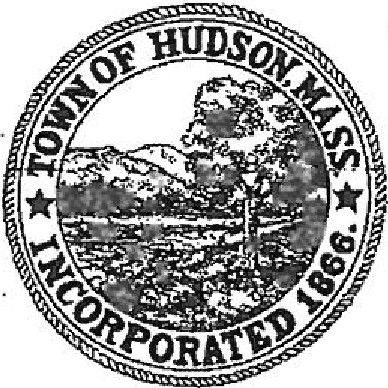 TOWN OF HUDSON, MASS
INCORPORATED 1866.